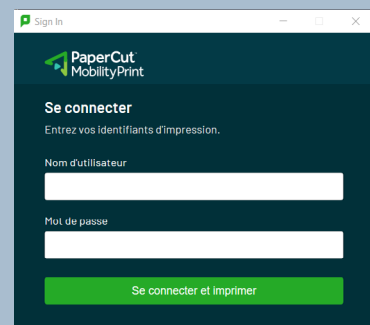 Sign In
PaperCut
MobilityPrint
Se connecter
Entrez vos identifiants d'impression.
Nom d'utilisateur
Mot de passe
Se connecter et imprimer